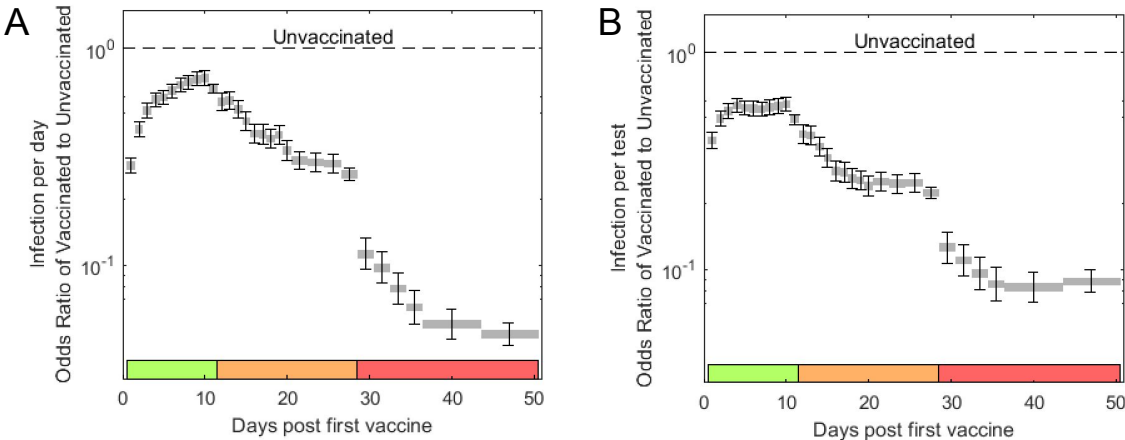 A
Infection per day
Odds Ratio of Vaccinated to Unvaccinated
10⁰
10⁻¹
Unvaccinated
0 10 20 30 40 50
Days post first vaccine
B
Infection per test
Odds Ratio of Vaccinated to Unvaccinated
10⁰
10⁻¹
Unvaccinated
0 10 20 30 40 50
Days post first vaccine